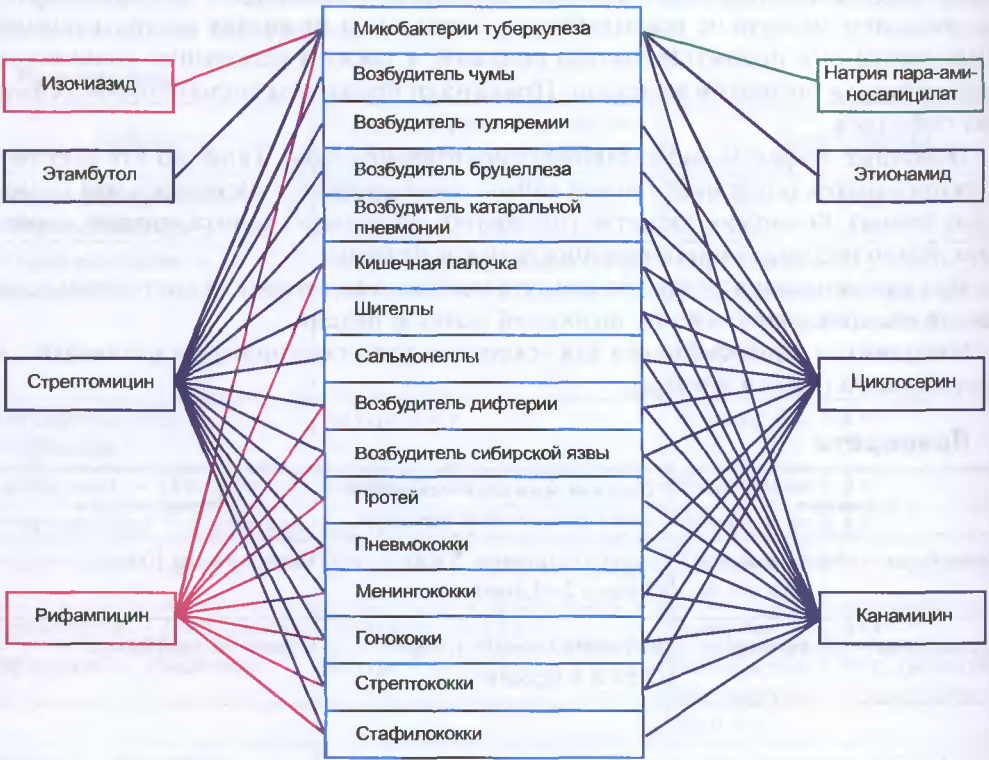 Микобактерии туберкулеза
Возбудитель чумы
Возбудитель туляремии
Возбудитель бруцеллеза
Возбудитель катаральной
пневмонии
Кишечная палочка
Шигеллы
Сальмонеллы
Возбудитель дифтерии
Возбудитель сибирской язвы
Протей
Пневмококки
Менингококки
Гонококки
Стрептококки
Стафилококки
Изониазид
Этамбутол
Стрептомицин
Рифампицин
Натрия пара-ами-
носалицилат
Этионамид
Циклосерин
Канамицин